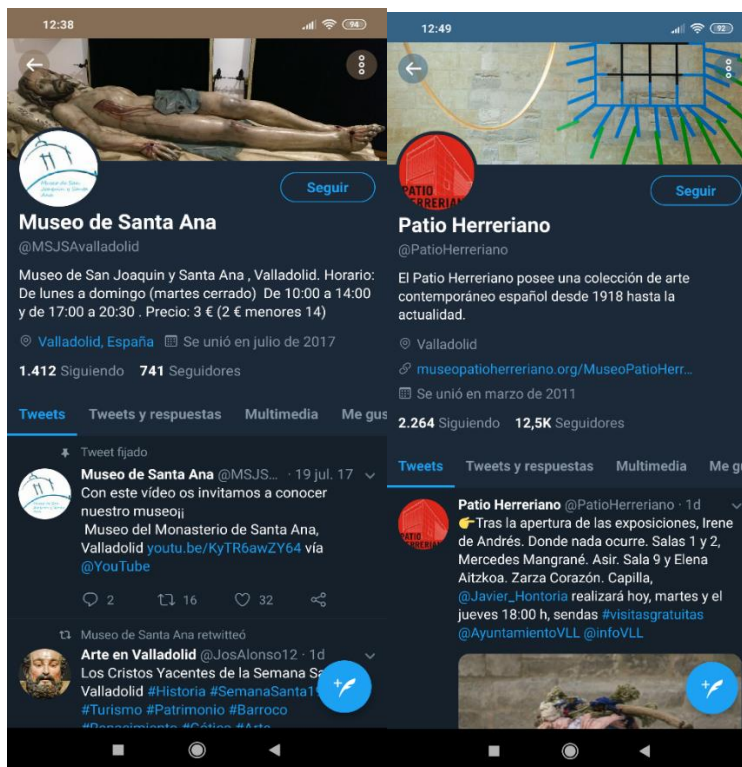 12:38
94
Seguir
Museo de Santa Ana
@MSJSAvalladolid
Museo de San Joaquin y Santa Ana , Valladolid. Horario:
De lunes a domingo (martes cerrado) De 10:00 a 14:00
y de 17:00 a 20:30 . Precio: 3 € (2 € menores 14)
Valladolid, España Se unió en julio de 2017
1.412 Siguiendo 741 Seguidores
Tweets Tweets y respuestas Multimedia Me gus
Tweet fijado
Museo de Santa Ana @MSJS... · 19 jul. 17
Con este vídeo os invitamos a conocer
nuestro museo¡¡
Museo del Monasterio de Santa Ana,
Valladolid youtu.be/KyTR6awZY64 vía
@YouTube
2 16 32
Museo de Santa Ana retwitteó
Arte en Valladolid @JosAlonso12 · 1d
Los Cristos Yacentes de la Semana Sa
Valladolid #Historia #SemanaSanta1
#Turismo #Patrimonio #Barroco
#Renacimiento #Gótico #Arte
12:49
92
PATIO
HERRERIAN
Seguir
Patio Herreriano
@PatioHerreriano
El Patio Herreriano posee una colección de arte
contemporáneo español desde 1918 hasta la
actualidad.
Valladolid
museopatioherreriano.org/MuseoPatioHerr...
Se unió en marzo de 2011
2.264 Siguiendo 12,5K Seguidores
Tweets Tweets y respuestas Multimedia Me g
Patio Herreriano @PatioHerreriano · 1d
👉Tras la apertura de las exposiciones, Irene
de Andrés. Donde nada ocurre. Salas 1 y 2,
Mercedes Mangrané. Asir. Sala 9 y Elena
Aitzkoa. Zarza Corazón. Capilla,
@Javier_Hontoria realizará hoy, martes y el
jueves 18:00 h, sendas #visitasgratuitas
@AyuntamientoVLL @infoVLL